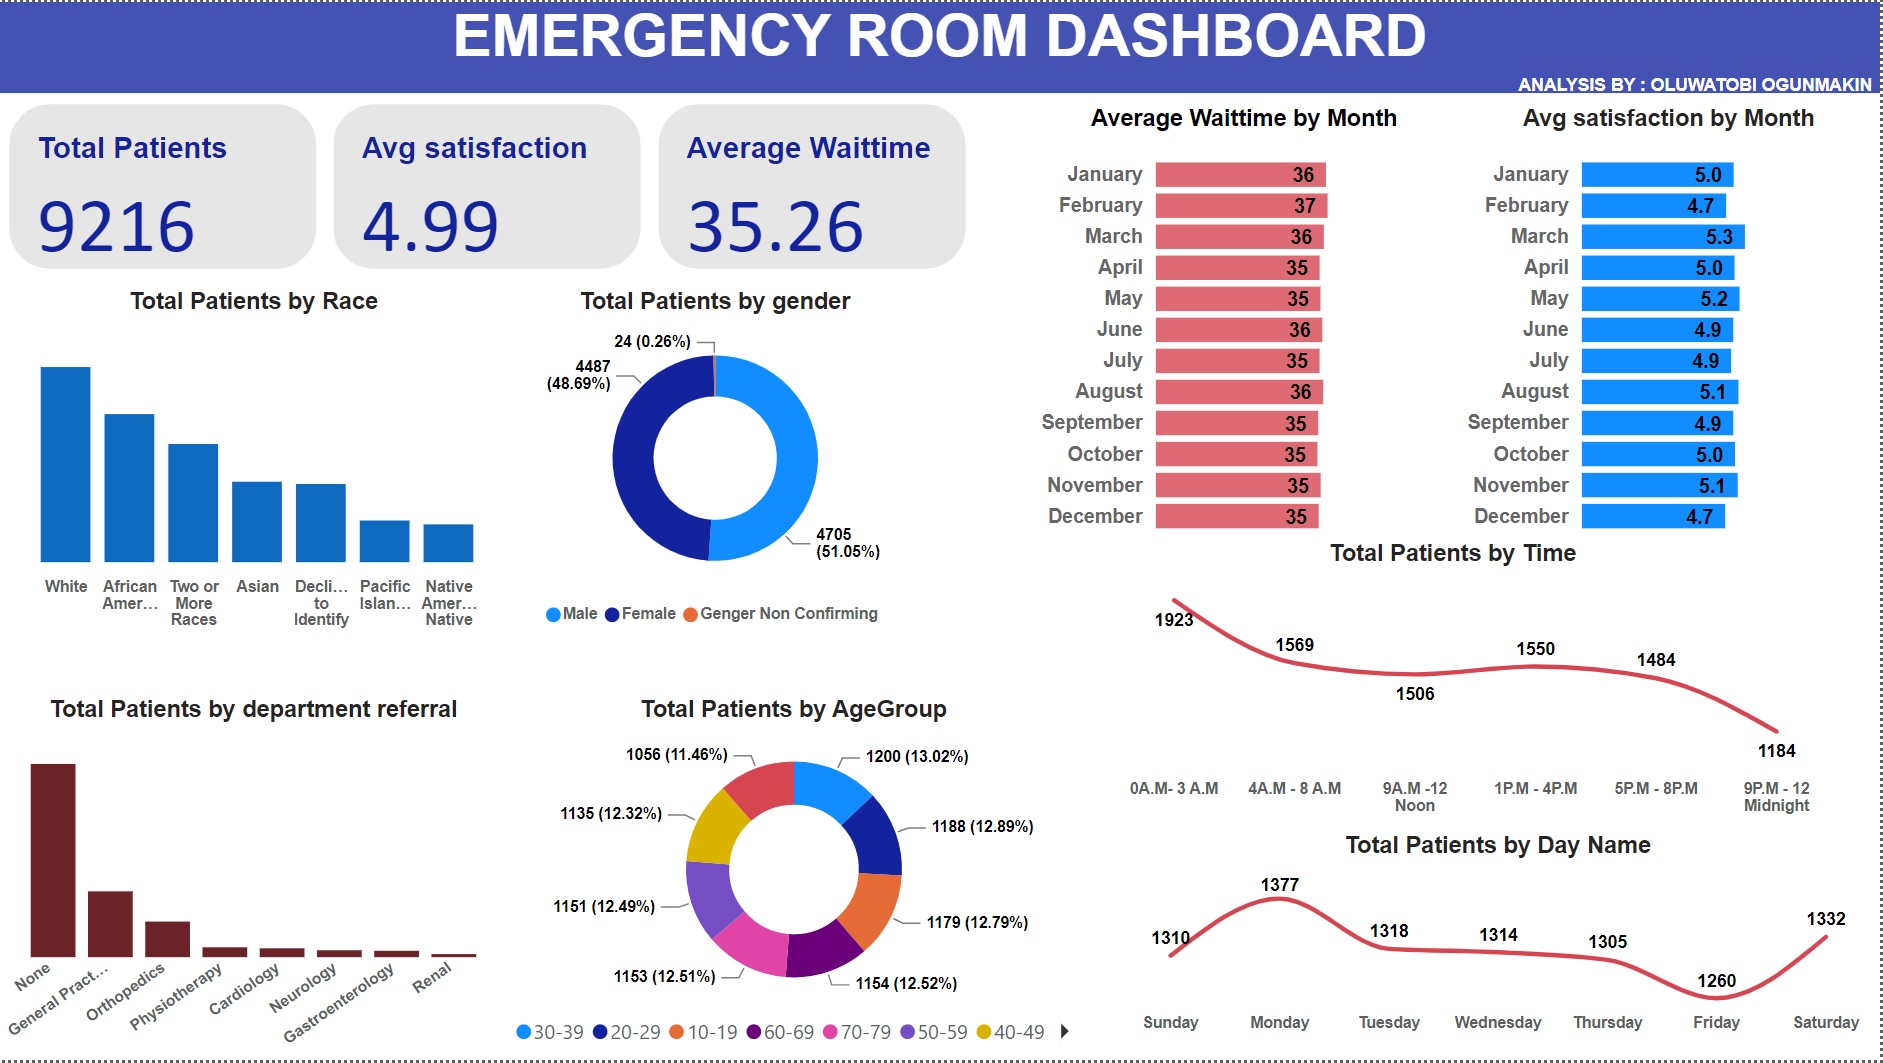 EMERGENCY ROOM DASHBOARD
ANALYSIS BY : OLUWATOBI OGUNMAKIN
Total Patients
9216
Avg satisfaction
4.99
Average Waittime
35.26
Average Waittime by Month
January 36
February 37
March 36
April 35
May 35
June 36
July 35
August 36
September 35
October 35
November 35
December 35
Avg satisfaction by Month
January 5.0
February 4.7
March 5.3
April 5.0
May 5.2
June 4.9
July 4.9
August 5.1
September 4.9
October 5.0
November 5.1
December 4.7
Total Patients by Race
White
African
Amer…
Two or
More
Races
Asian
Decli…
to
Identify
Pacific
Islan…
Native
Amer…
Native
Total Patients by gender
24 (0.26%)
4487
(48.69%)
4705
(51.05%)
Male Female Genger Non Confirming
Total Patients by Time
1923
1569
1506
1550
1484
1184
0A.M- 3 A.M
4A.M - 8 A.M
9A.M -12
Noon
1P.M - 4P.M
5P.M - 8P.M
9P.M - 12
Midnight
Total Patients by department referral
None
General Pract…
Orthopedics
Physiotherapy
Cardiology
Neurology
Gastroenterology
Renal
Total Patients by AgeGroup
1056 (11.46%)
1200 (13.02%)
1135 (12.32%)
1188 (12.89%)
1151 (12.49%)
1179 (12.79%)
1153 (12.51%)
1154 (12.52%)
30-39 20-29 10-19 60-69 70-79 50-59 40-49
Total Patients by Day Name
1310
1377
1318
1314
1305
1260
1332
Sunday
Monday
Tuesday
Wednesday
Thursday
Friday
Saturday